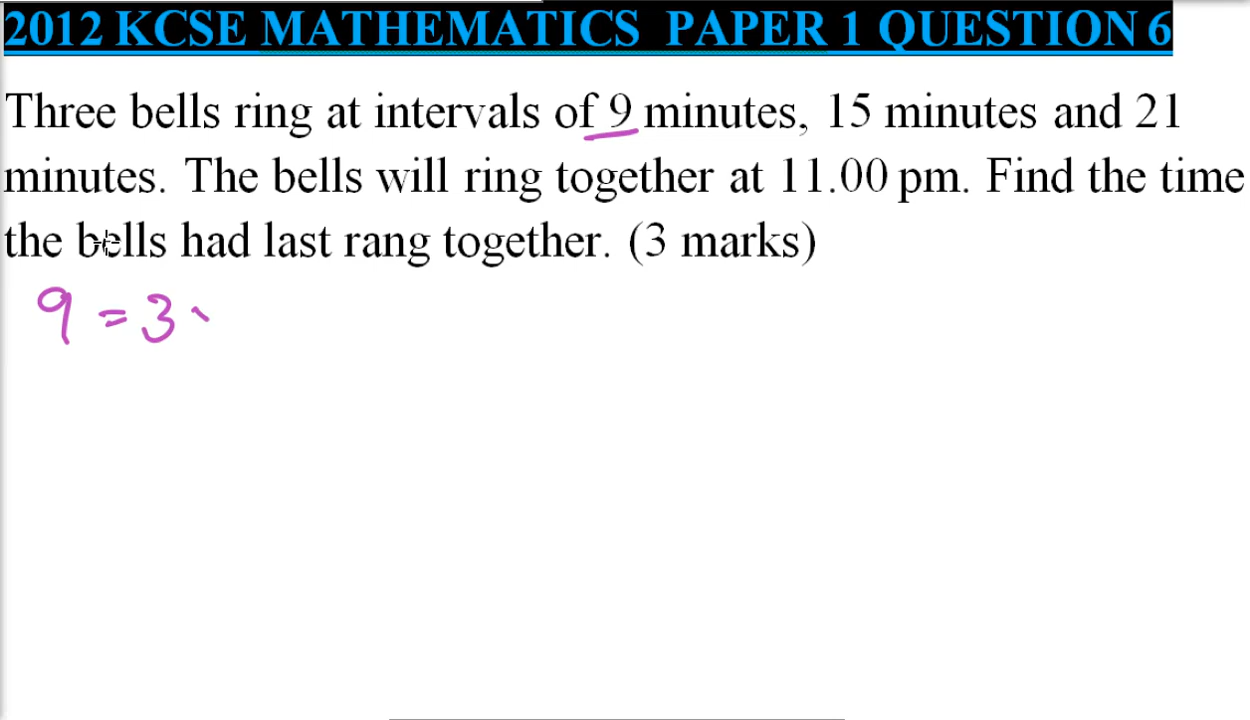 2012 KCSE MATHEMATICS PAPER 1 QUESTION 6
Three bells ring at intervals of 9 minutes, 15 minutes and 21
minutes. The bells will ring together at 11.00 pm. Find the time
the bells had last rang together. (3 marks)
9 = 3